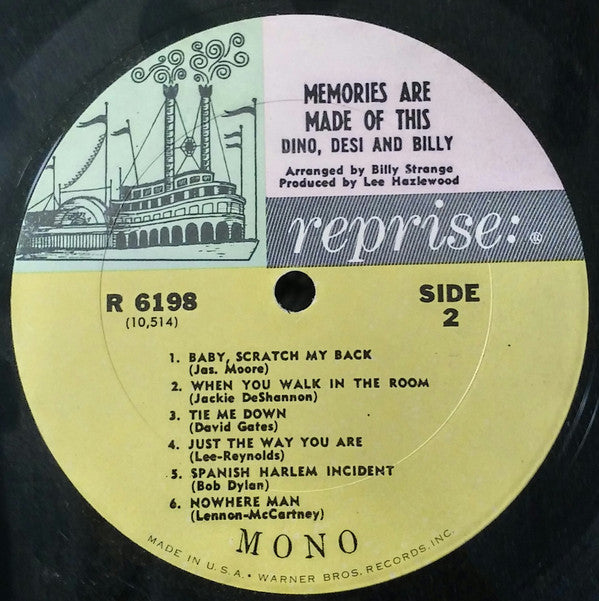 MEMORIES ARE
MADE OF THIS
DINO, DESI AND BILLY
Arranged by Billy Strange
Produced by Lee Hazlewood
reprise:®
R 6198
(10,514)
SIDE
2
1. BABY, SCRATCH MY BACK
(Jas. Moore)
2. WHEN YOU WALK IN THE ROOM
(Jackie DeShannon)
3. TIE ME DOWN
(David Gates)
4. JUST THE WAY YOU ARE
(Lee-Reynolds)
5. SPANISH HARLEM INCIDENT
(Bob Dylan)
6. NOWHERE MAN
(Lennon-McCartney)
MONO
MADE IN U.S.A. • WARNER BROS. RECORDS, INC.